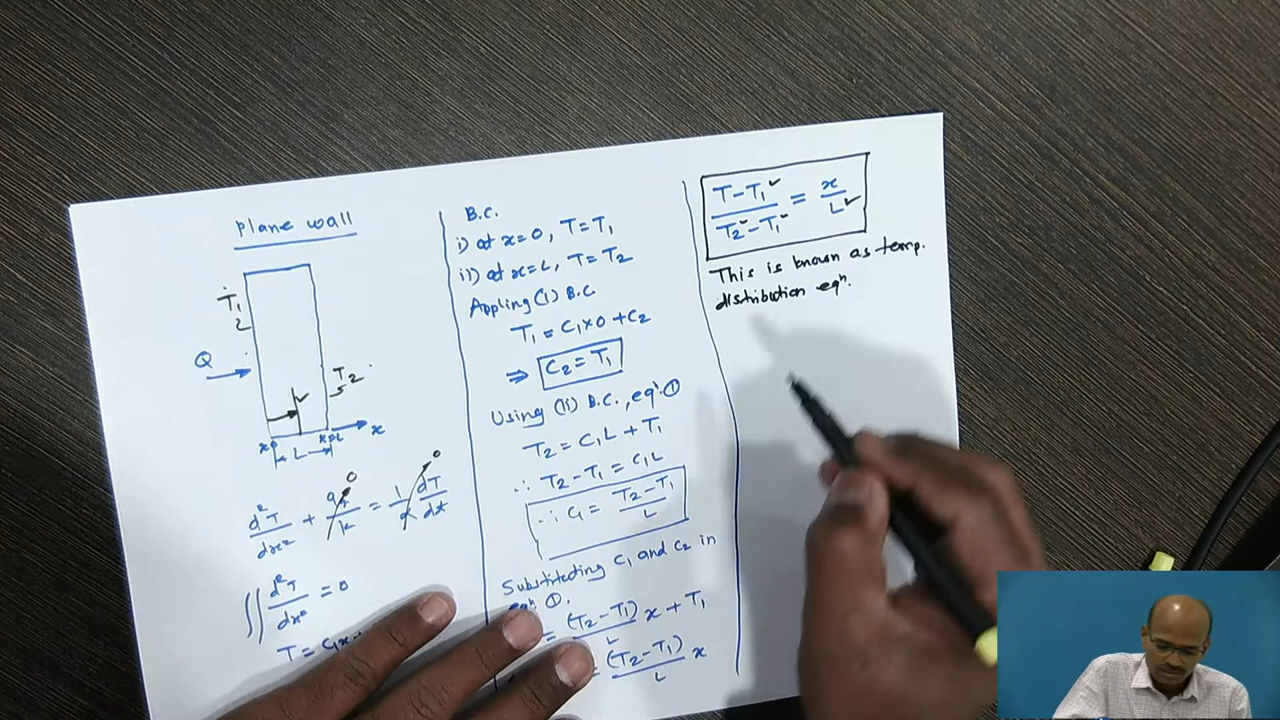 plane wall
T₁
Q
T₂
x=0
x=L
x
L
d²T/dx² + q/k = 1/α dT/dt
0
0
∬ d²T/dx² = 0
T = C₁x
B.C.
i) at x=0, T=T₁
ii) at x=L, T=T₂
Appling (i) B.C
T₁ = C₁×0 + C₂
⇒ C₂ = T₁
Using (ii) B.C., eqⁿ. ①
T₂ = C₁L + T₁
∴ T₂-T₁ = C₁L
∴ C₁ = (T₂-T₁)/L
Substituting C₁ and C₂ in
eqⁿ. ①,
= (T₂-T₁)/L x + T₁
= (T₂-T₁)/L x
(T-T₁)/(T₂-T₁) = x/L
This is known as temp.
distribution eqⁿ.